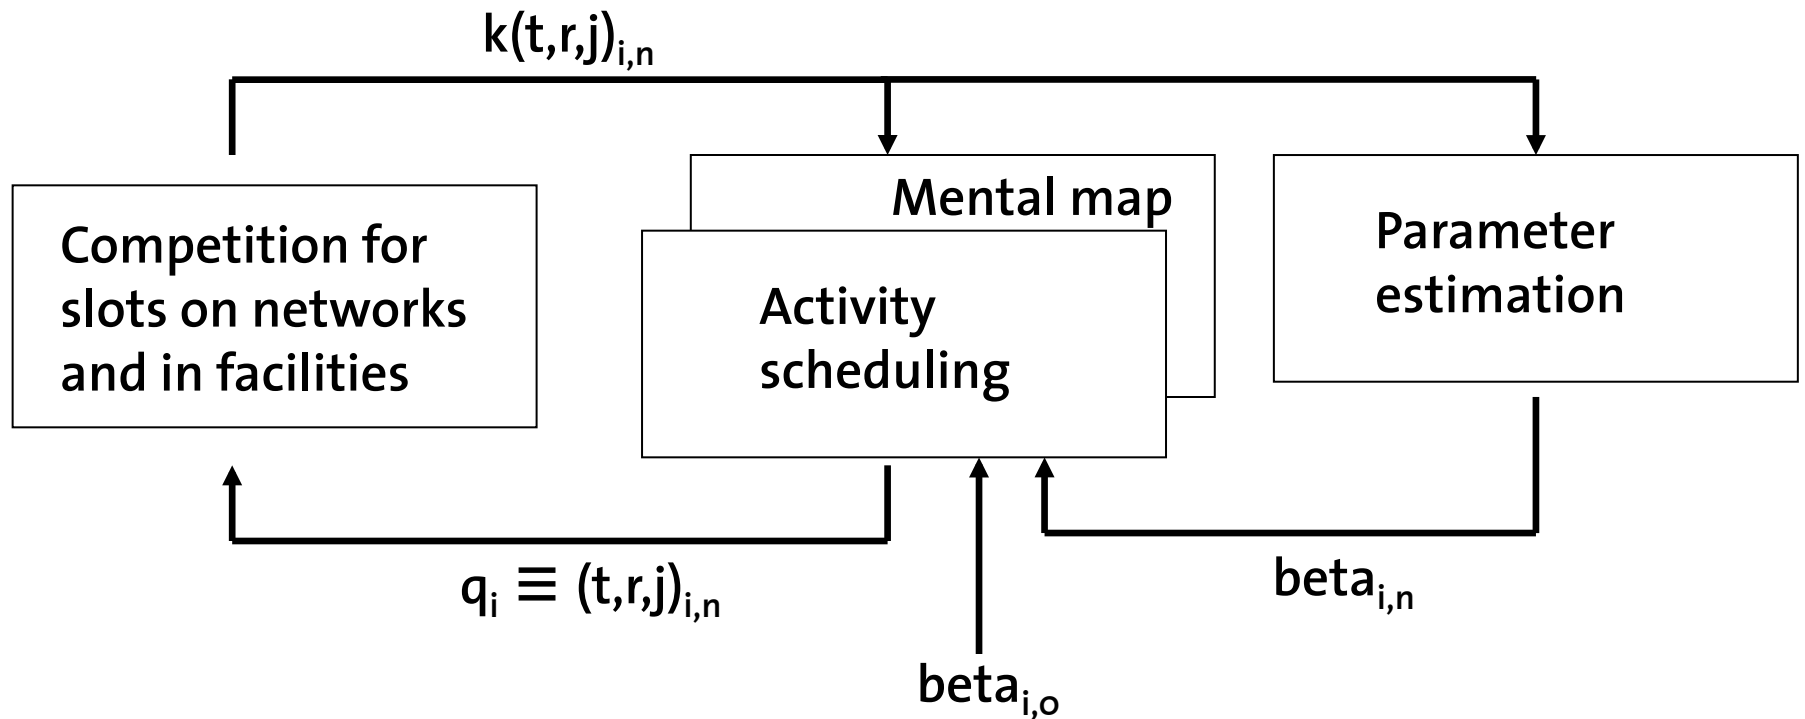 k(t,r,j)i,n
Mental map
Competition for
slots on networks
and in facilities
Activity
scheduling
Parameter
estimation
qi ≡ (t,r,j)i,n
betai,n
betai,o